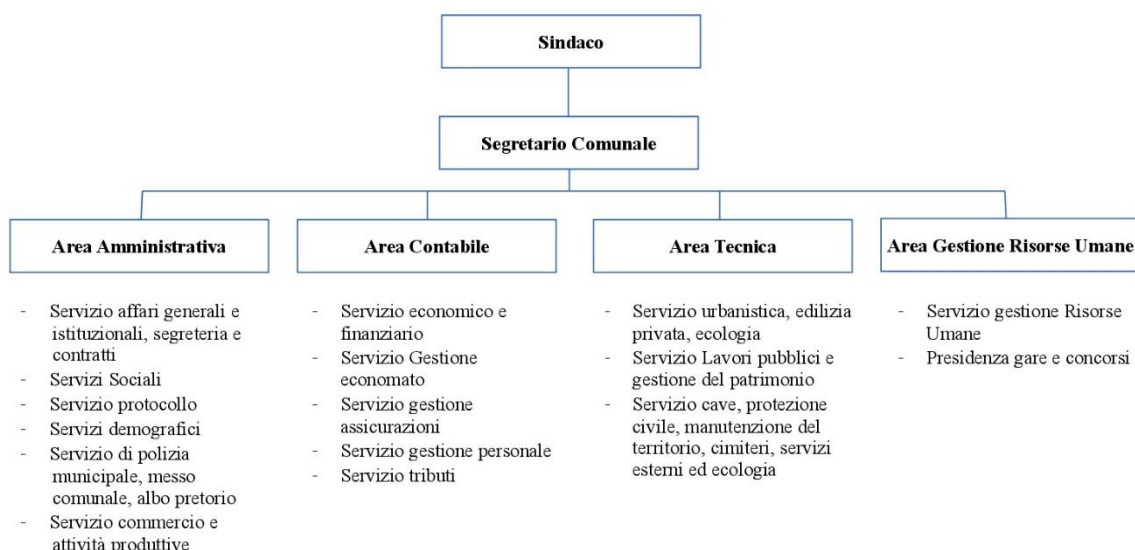 Sindaco
Segretario Comunale
Area Amministrativa
Area Contabile
Area Tecnica
Area Gestione Risorse Umane
- Servizio affari generali e
istituzionali, segreteria e
contratti
- Servizi Sociali
- Servizio protocollo
- Servizi demografici
- Servizio di polizia
municipale, messo
comunale, albo pretorio
- Servizio commercio e
attività produttive
- Servizio economico e
finanziario
- Servizio Gestione
economato
- Servizio gestione
assicurazioni
- Servizio gestione personale
- Servizio tributi
- Servizio urbanistica, edilizia
privata, ecologia
- Servizio Lavori pubblici e
gestione del patrimonio
- Servizio cave, protezione
civile, manutenzione del
territorio, cimiteri, servizi
esterni ed ecologia
- Servizio gestione Risorse
Umane
- Presidenza gare e concorsi